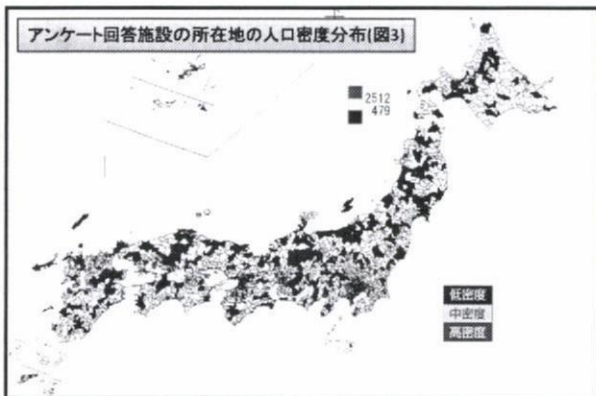 アンケート回答施設の所在地の人口密度分布(図3)
2512
479
低密度
中密度
高密度